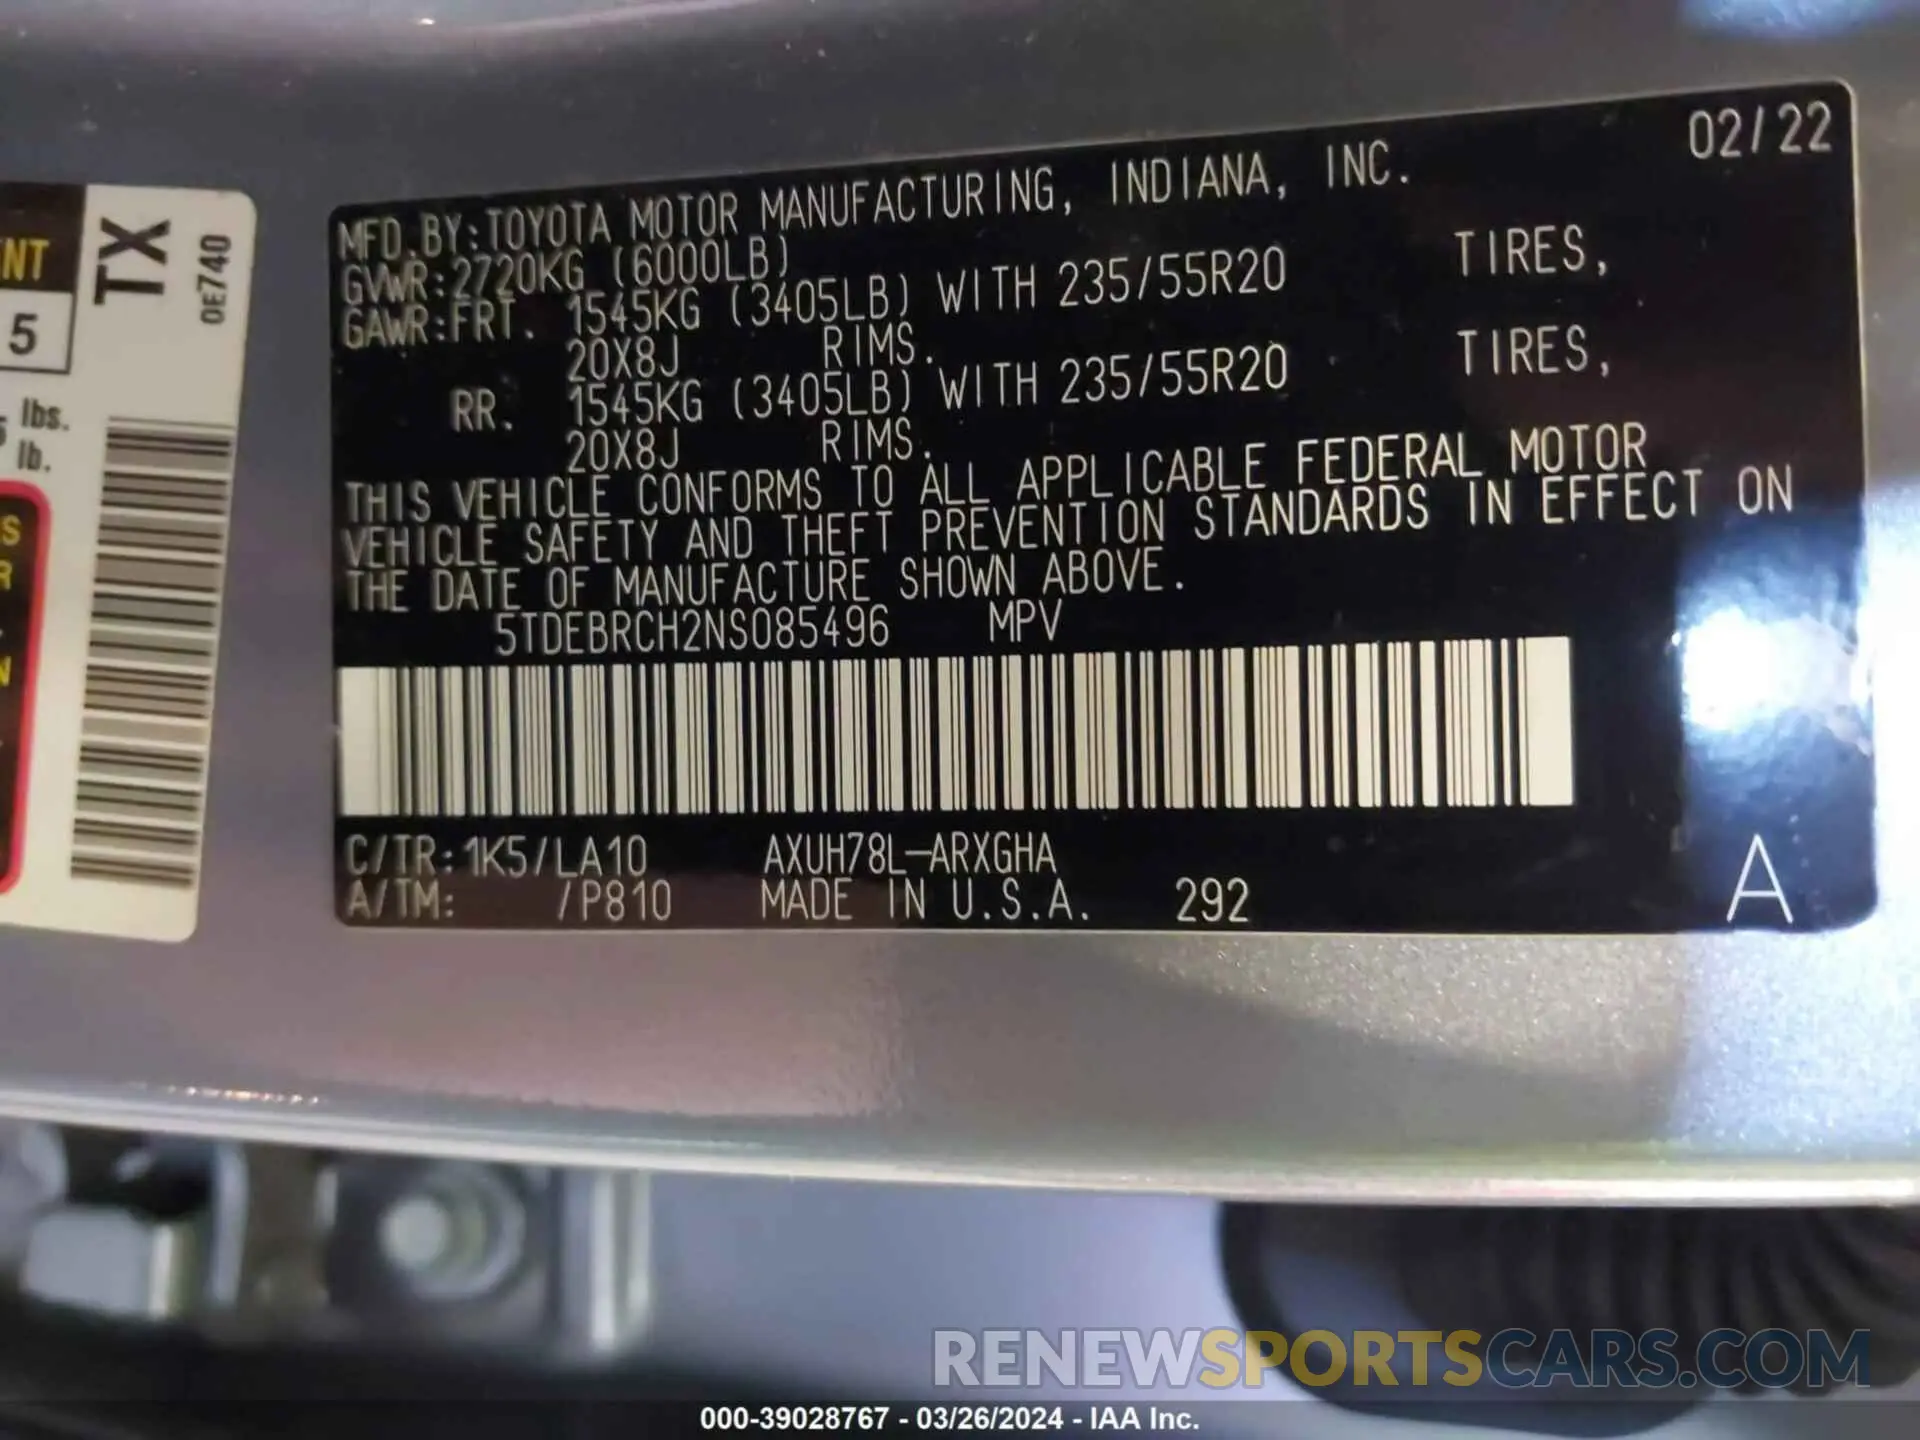 NT
5
lbs.
lb.
S
R
N
TX
0E740
02/22
MFD.BY:TOYOTA MOTOR MANUFACTURING, INDIANA, INC.
GVWR:2720KG (6000LB)
GAWR:FRT. 1545KG (3405LB) WITH 235/55R20 TIRES,
20X8J RIMS.
RR. 1545KG (3405LB) WITH 235/55R20 TIRES,
20X8J RIMS.
THIS VEHICLE CONFORMS TO ALL APPLICABLE FEDERAL MOTOR
VEHICLE SAFETY AND THEFT PREVENTION STANDARDS IN EFFECT ON
THE DATE OF MANUFACTURE SHOWN ABOVE.
5TDEBRCH2NS085496 MPV
C/TR:1K5/LA10 AXUH78L-ARXGHA
A/TM: /P810 MADE IN U.S.A. 292
A
RENEWSPORTSCARS.COM
000-39028767 - 03/26/2024 - IAA Inc.